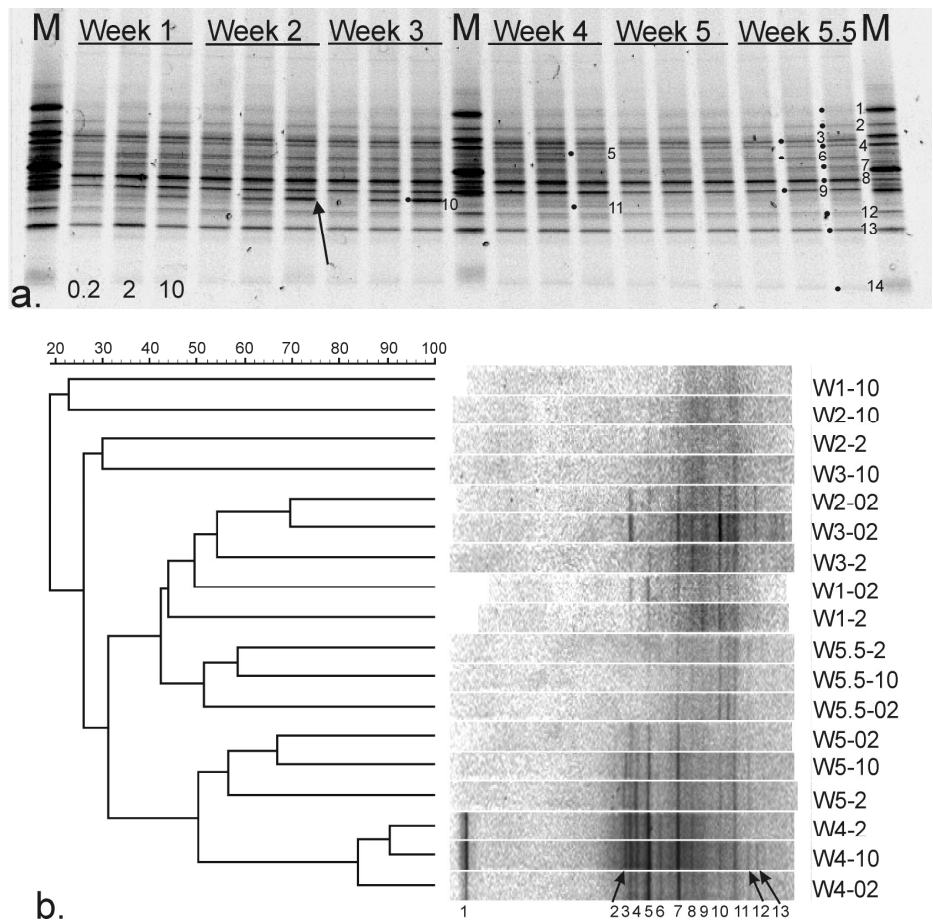 M Week 1 Week 2 Week 3 M Week 4 Week 5 Week 5.5 M
1
2
3
4
5
6
7
8
9
10
11
12
13
14
0.2 2 10
a.
20 30 40 50 60 70 80 90 100
W1-10
W2-10
W2-2
W3-10
W2-02
W3-02
W3-2
W1-02
W1-2
W5.5-2
W5.5-10
W5.5-02
W5-02
W5-10
W5-2
W4-2
W4-10
W4-02
1 2 3 4 5 6 7 8 9 10 11 12 13
b.